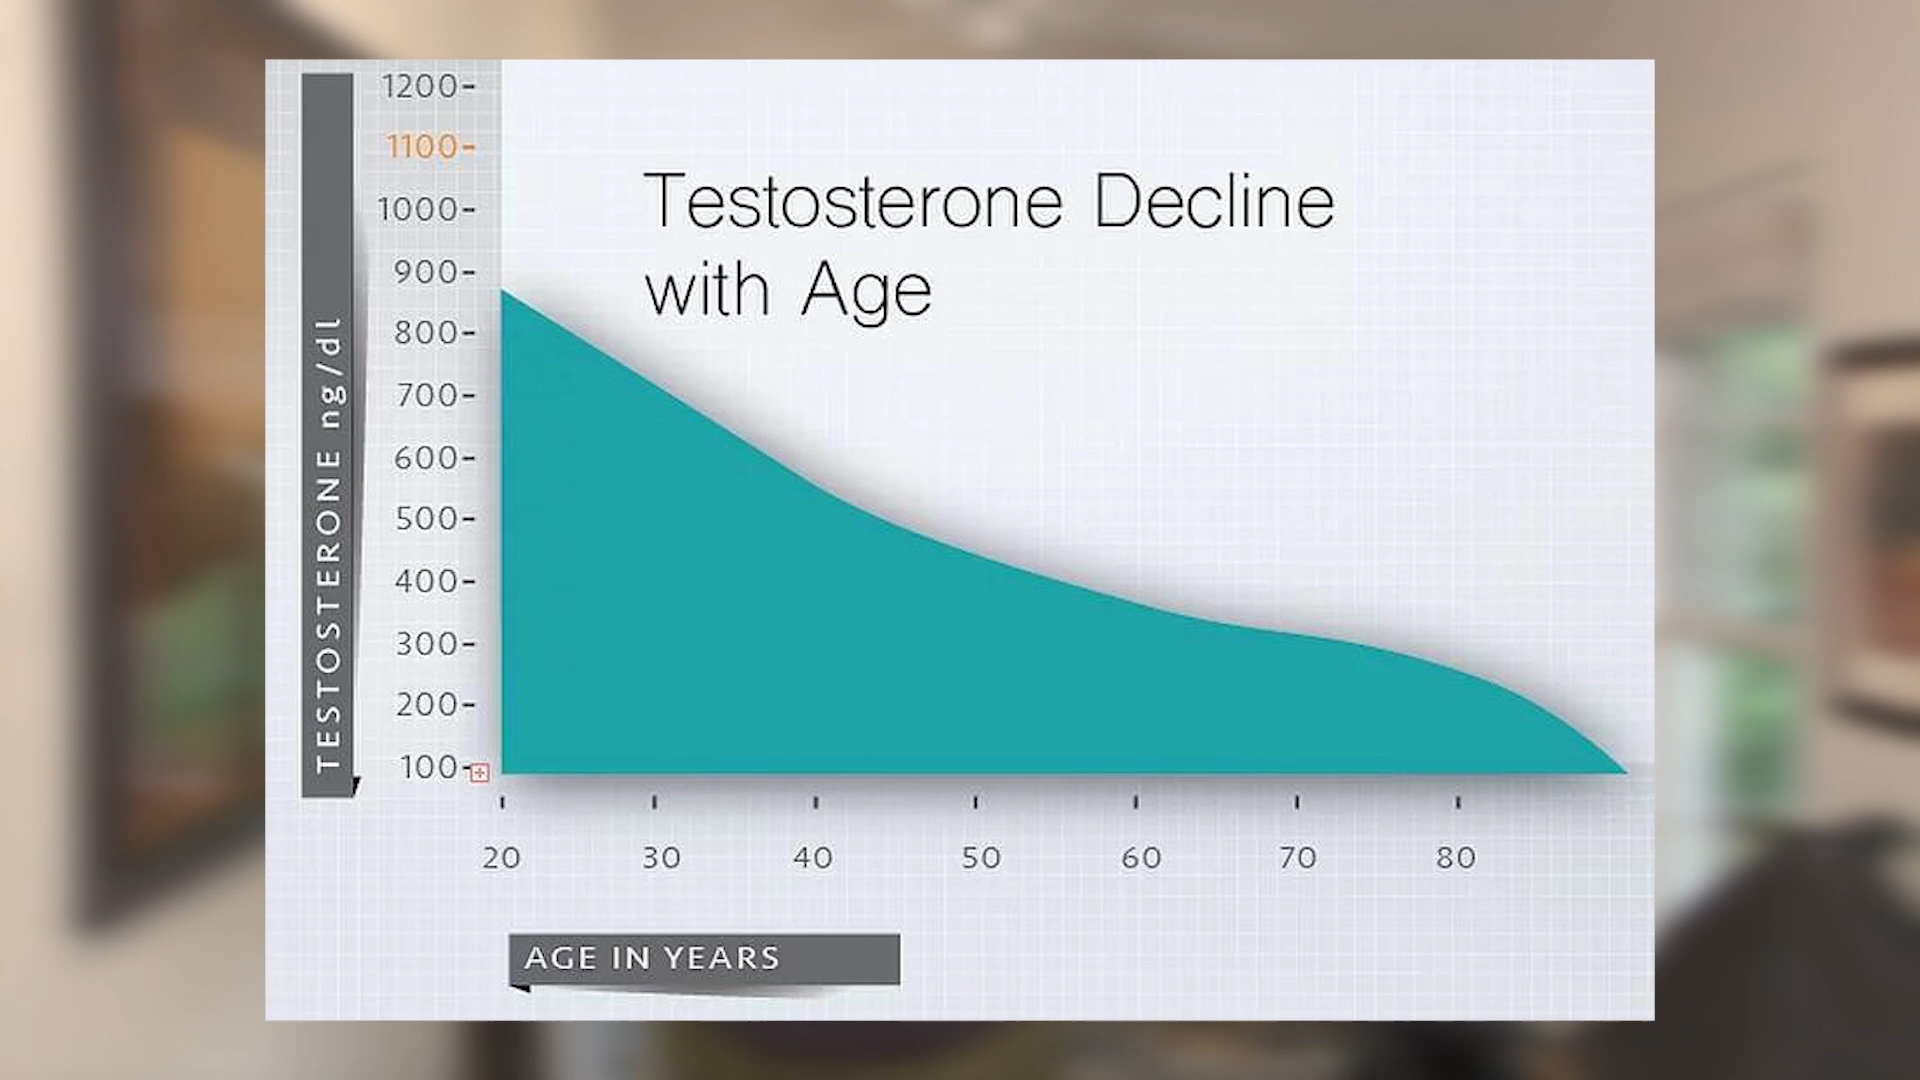 1200-
1100-
1000-
900-
800-
700-
600-
500-
400-
300-
200-
100-
TESTOSTERONE ng/dl
Testosterone Decline
with Age
20 30 40 50 60 70 80
AGE IN YEARS